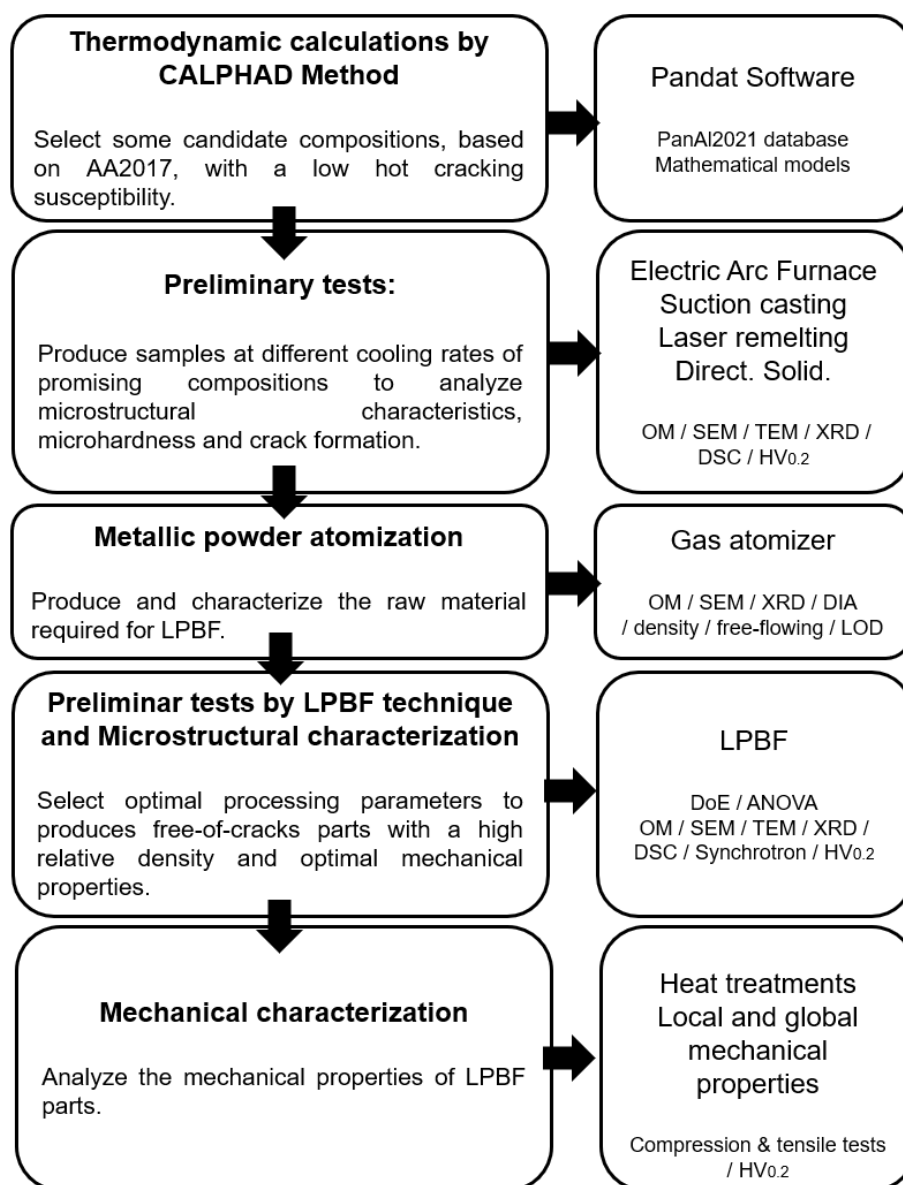 Thermodynamic calculations by
CALPHAD Method
Select some candidate compositions, based
on AA2017, with a low hot cracking
susceptibility.
Pandat Software
PanAl2021 database
Mathematical models
Preliminary tests:
Produce samples at different cooling rates of
promising compositions to analyze
microstructural characteristics,
microhardness and crack formation.
Electric Arc Furnace
Suction casting
Laser remelting
Direct. Solid.
OM / SEM / TEM / XRD /
DSC / HV0.2
Metallic powder atomization
Produce and characterize the raw material
required for LPBF.
Gas atomizer
OM / SEM / XRD / DIA
/ density / free-flowing / LOD
Preliminar tests by LPBF technique
and Microstructural characterization
Select optimal processing parameters to
produces free-of-cracks parts with a high
relative density and optimal mechanical
properties.
LPBF
DoE / ANOVA
OM / SEM / TEM / XRD /
DSC / Synchrotron / HV0.2
Mechanical characterization
Analyze the mechanical properties of LPBF
parts.
Heat treatments
Local and global
mechanical
properties
Compression & tensile tests
/ HV0.2